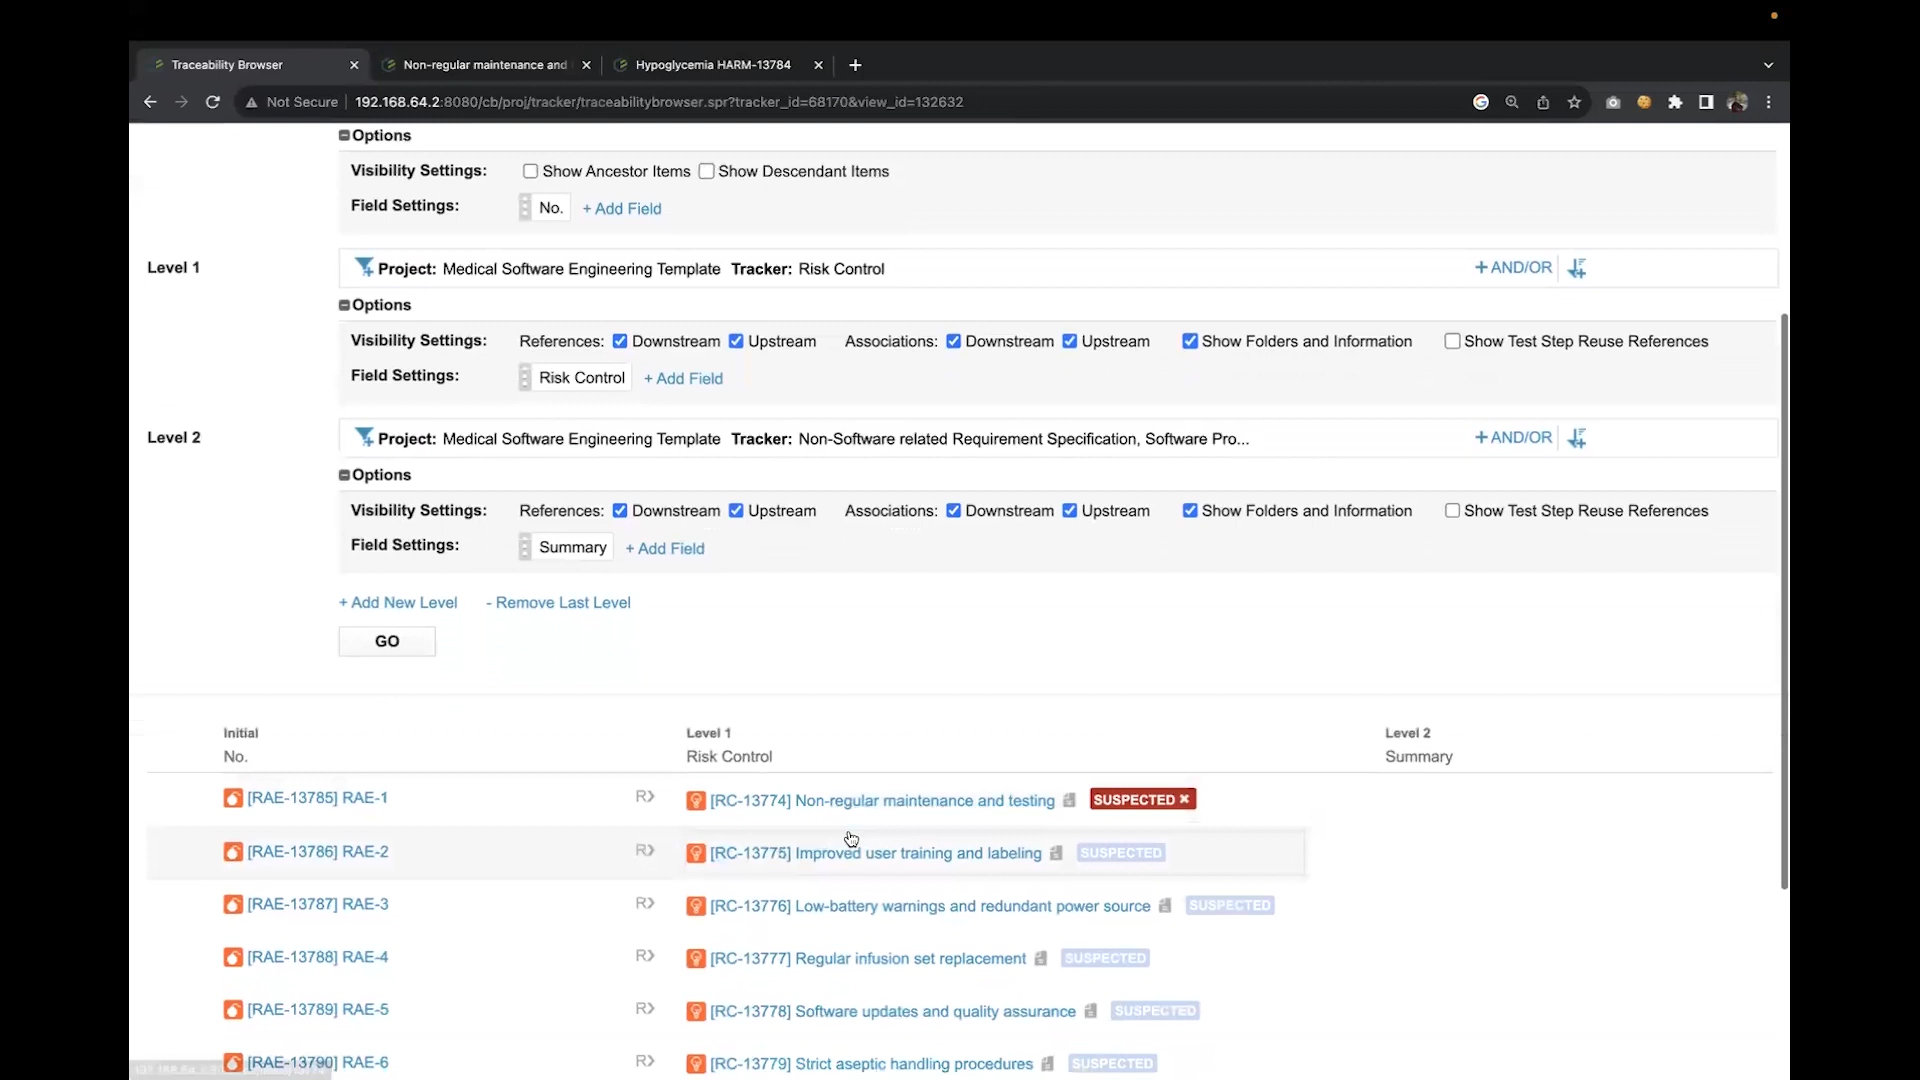 Traceability Browser
Non-regular maintenance and
Hypoglycemia HARM-13784
Not Secure 192.168.64.2:8080/cb/proj/tracker/traceabilitybrowser.spr?tracker_id=68170&view_id=132632
Options
Visibility Settings: Show Ancestor Items Show Descendant Items
Field Settings: No. + Add Field
Level 1 Project: Medical Software Engineering Template Tracker: Risk Control +AND/OR
Options
Visibility Settings: References: Downstream Upstream Associations: Downstream Upstream Show Folders and Information Show Test Step Reuse References
Field Settings: Risk Control + Add Field
Level 2 Project: Medical Software Engineering Template Tracker: Non-Software related Requirement Specification, Software Pro... +AND/OR
Options
Visibility Settings: References: Downstream Upstream Associations: Downstream Upstream Show Folders and Information Show Test Step Reuse References
Field Settings: Summary + Add Field
+ Add New Level - Remove Last Level
GO
Initial Level 1 Level 2
No. Risk Control Summary
[RAE-13785] RAE-1 R [RC-13774] Non-regular maintenance and testing SUSPECTED ×
[RAE-13786] RAE-2 R [RC-13775] Improved user training and labeling SUSPECTED
[RAE-13787] RAE-3 R [RC-13776] Low-battery warnings and redundant power source SUSPECTED
[RAE-13788] RAE-4 R [RC-13777] Regular infusion set replacement SUSPECTED
[RAE-13789] RAE-5 R [RC-13778] Software updates and quality assurance SUSPECTED
[RAE-13790] RAE-6 R [RC-13779] Strict aseptic handling procedures SUSPECTED